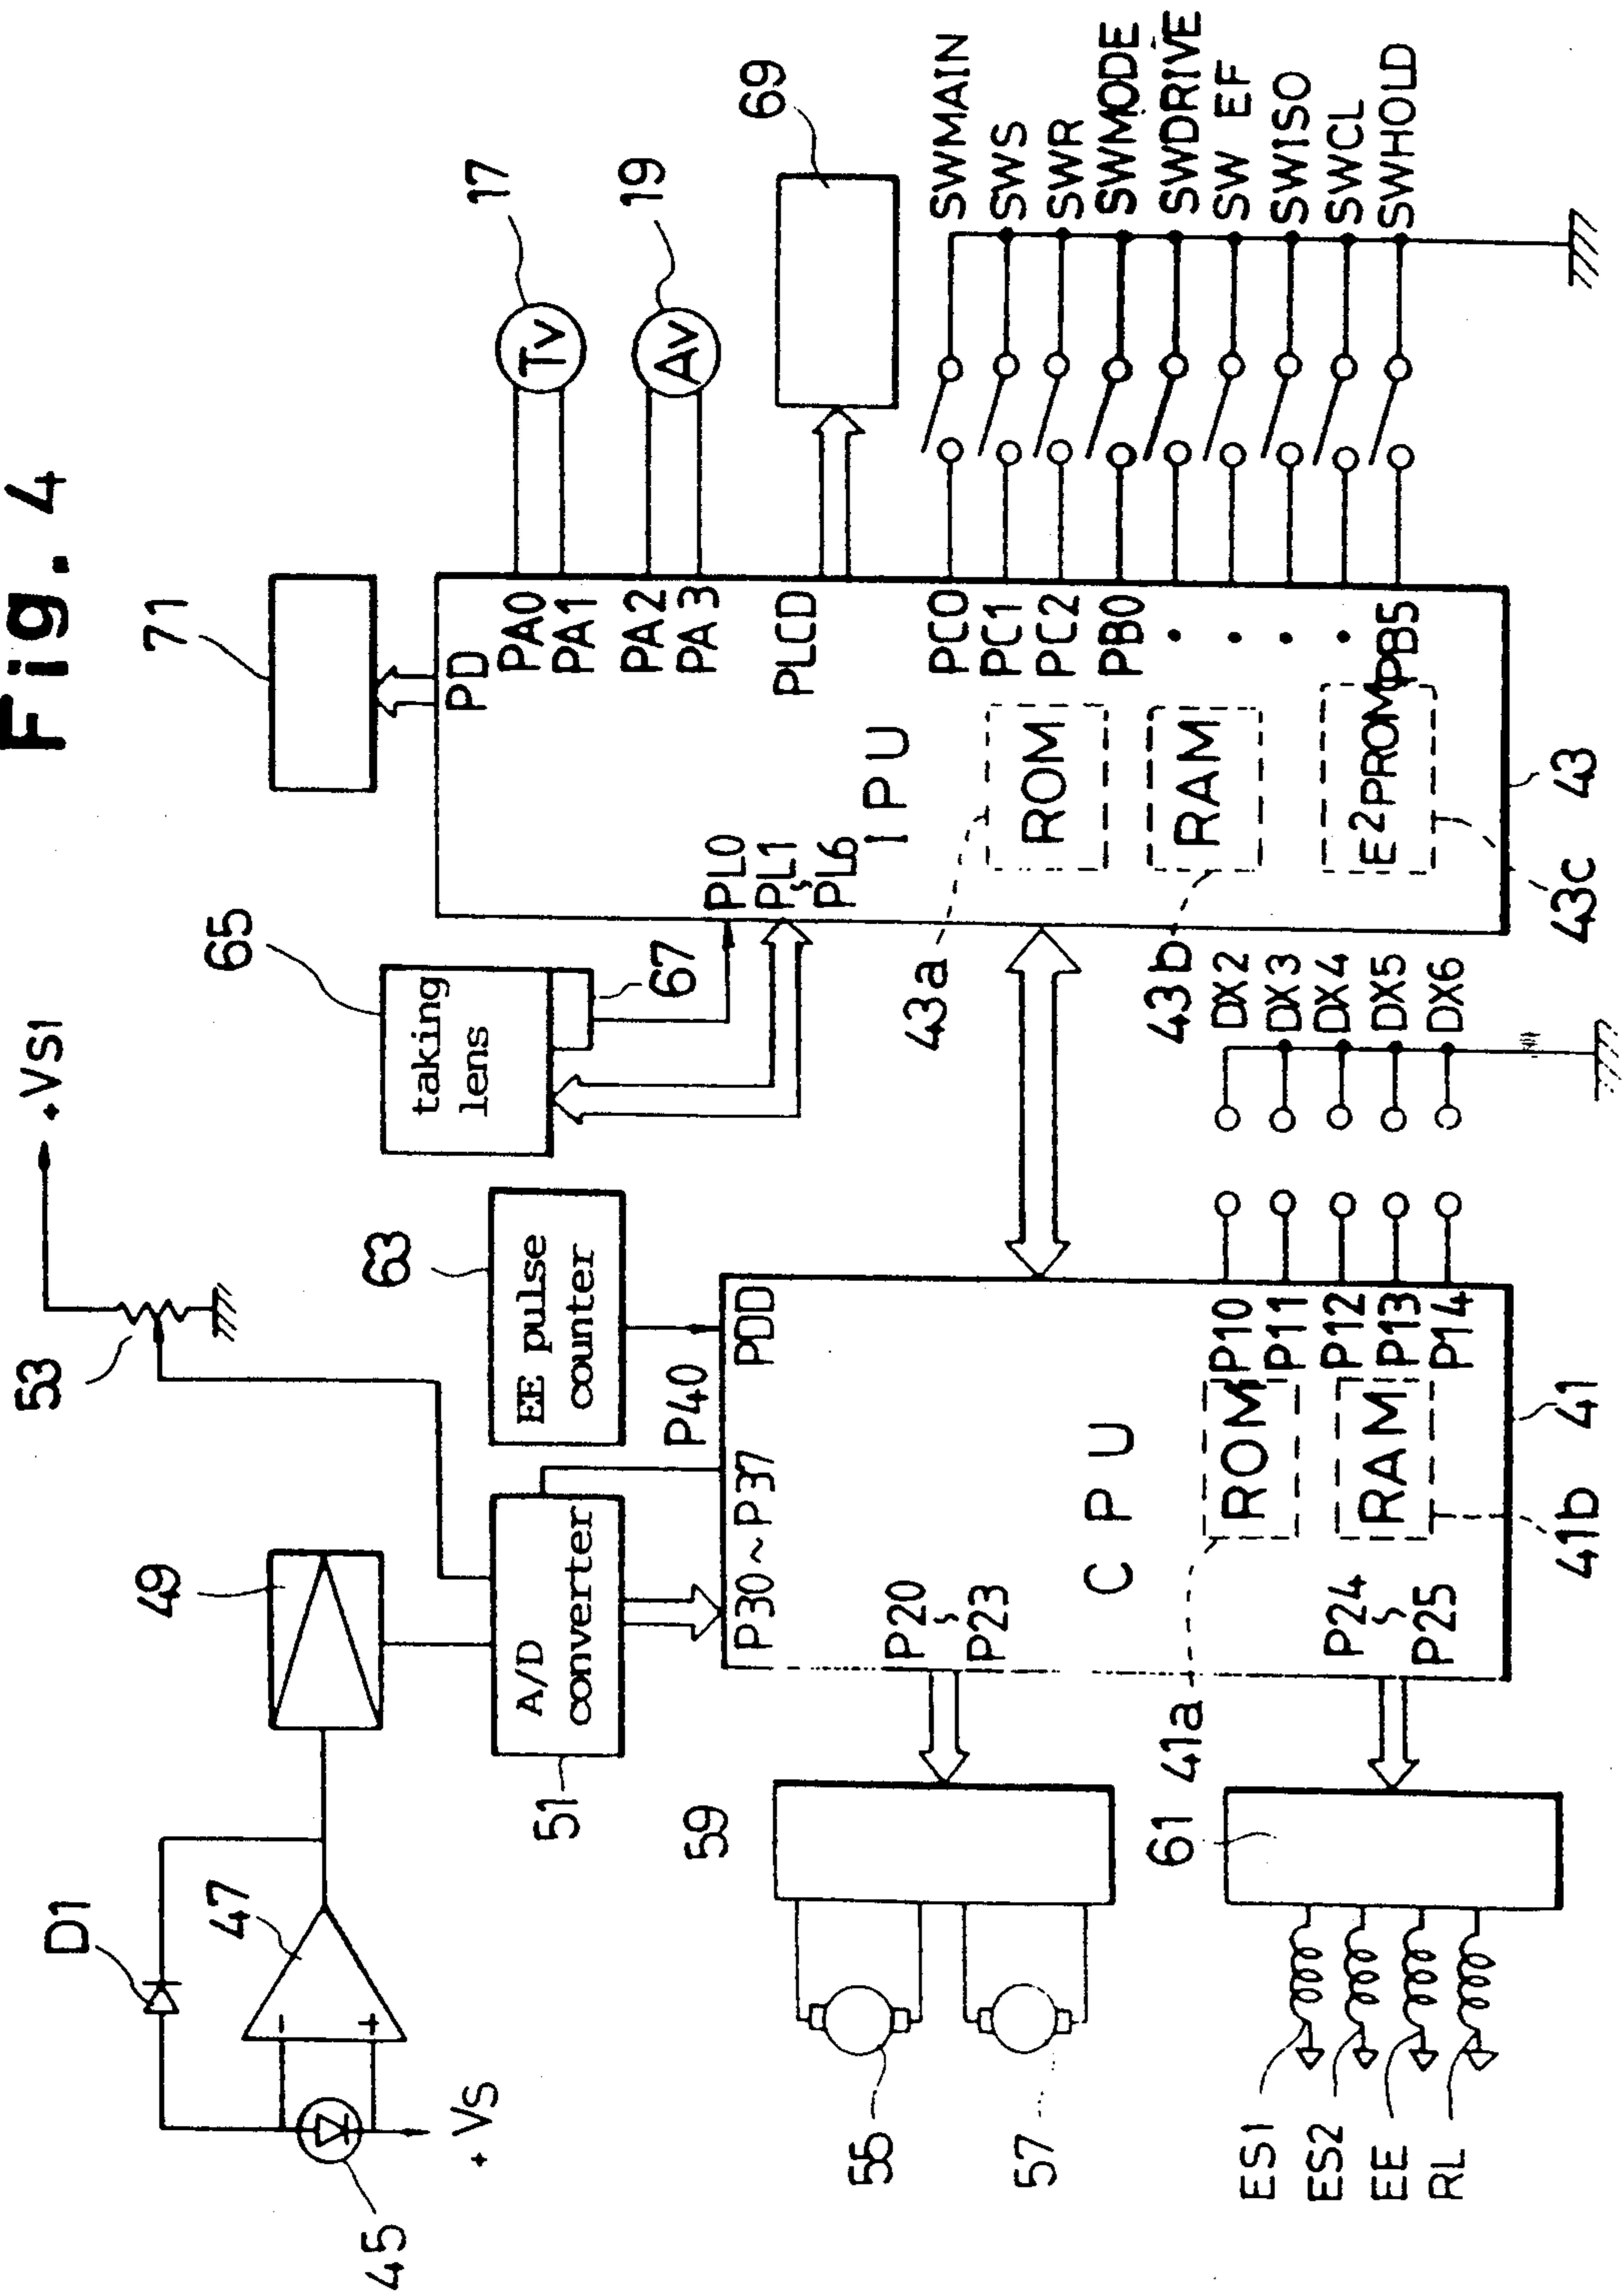 Fig. 4
+VS1
53
D1
47
45
+VS
49
51
A/D
converter
63
EE pulse
counter
65
taking
lens
67
71
17
Tv
19
Av
69
PD
PA0
PA1
PA2
PA3
PLCD
PL0
PL1
~
PL6
IPU
PC0
PC1
PC2
PB0
PB5
ROM
RAM
E2PROM
43a
43b
43c
43
SWMAIN
SWS
SWR
SWMODE
SWDRIVE
SW EF
SWISO
SWCL
SWHOLD
P30~P37
P40
PDD
CPU
P20
~
P23
P24
~
P25
ROM
RAM
41a
41b
41
P10
P11
P12
P13
P14
DX2
DX3
DX4
DX5
DX6
59
55
57
61
ES1
ES2
EE
RL